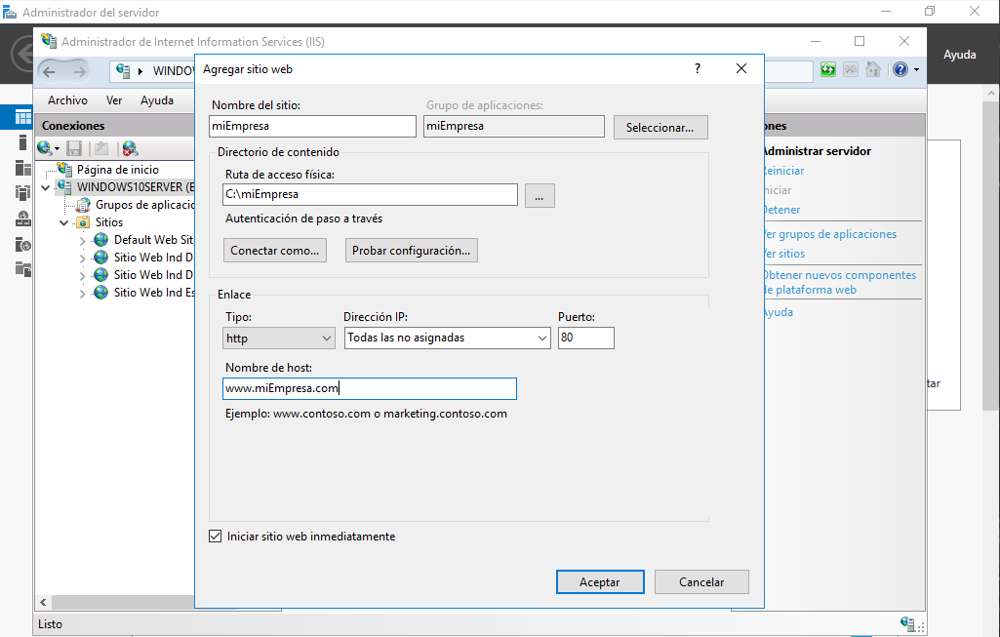 Administrador del servidor
Administrador de Internet Information Services (IIS)
Ayuda
Archivo Ver Ayuda
Conexiones
Página de inicio
WINDOWS10SERVER (E
Grupos de aplicacio
Sitios
Default Web Sit
Sitio Web Ind D
Sitio Web Ind D
Sitio Web Ind Es
Listo
Agregar sitio web
?
Nombre del sitio:
Grupo de aplicaciones:
miEmpresa
miEmpresa
Seleccionar...
Directorio de contenido
Ruta de acceso física:
C:\miEmpresa
...
Autenticación de paso a través
Conectar como...
Probar configuración...
Enlace
Tipo:
Dirección IP:
Puerto:
http
Todas las no asignadas
80
Nombre de host:
www.miEmpresa.com
Ejemplo: www.contoso.com o marketing.contoso.com
Iniciar sitio web inmediatamente
Aceptar
Cancelar
ones
Administrar servidor
Reiniciar
niciar
Detener
Ver grupos de aplicaciones
Ver sitios
Obtener nuevos componentes
de plataforma web
Ayuda
tar